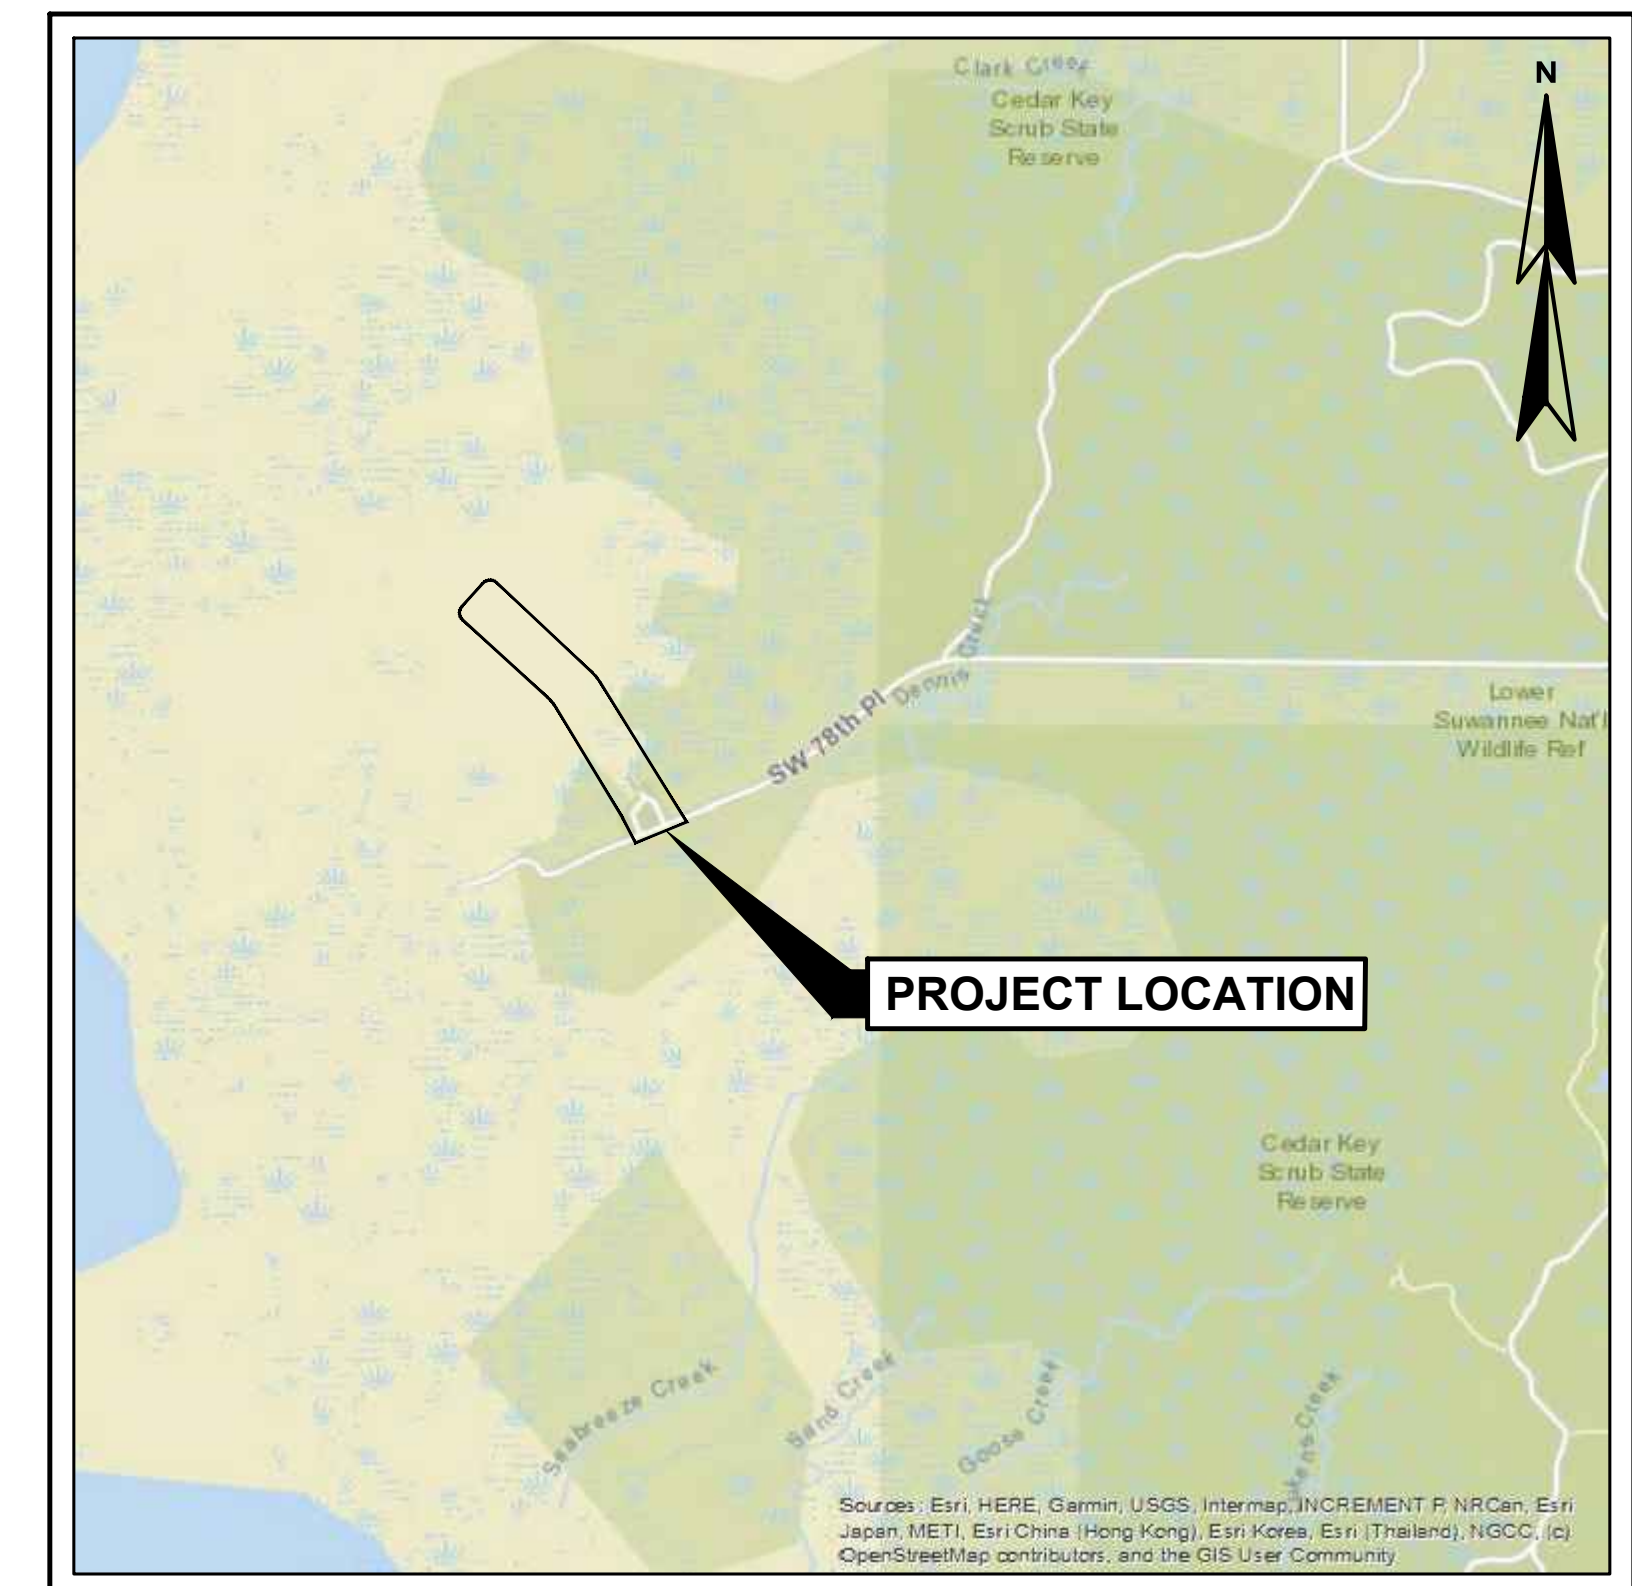 Clark Creek
Cedar Key
Scrub State
Reserve
N
Dennis Creek
SW 78th Pl
Lower
Suwannee Nat'l
Wildlife Ref
PROJECT LOCATION
Cedar Key
Scrub State
Reserve
Seabreeze Creek
Sand Creek
Goose Creek
Creek
Sources: Esri, HERE, Garmin, USGS, Intermap, INCREMENT P, NRCan, Esri
Japan, METI, Esri China (Hong Kong), Esri Korea, Esri (Thailand), NGCC, (c)
OpenStreetMap contributors, and the GIS User Community